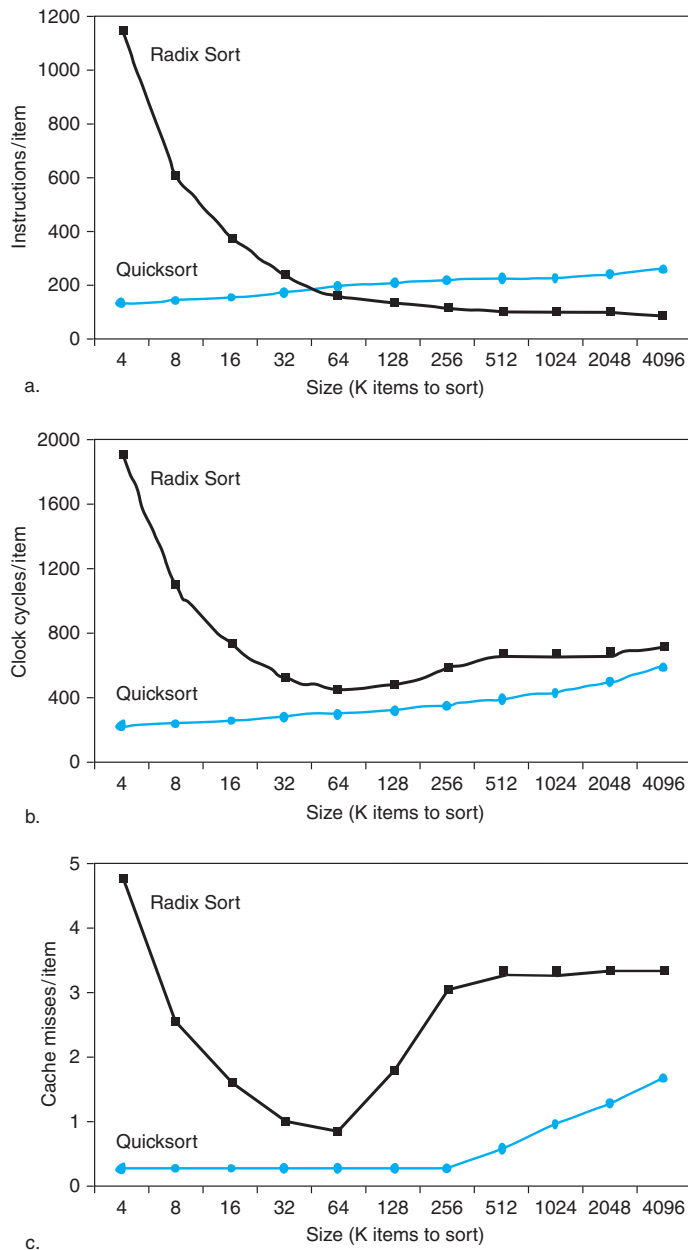 1200
1000
800
600
400
200
0
Instructions/item
Radix Sort
Quicksort
4 8 16 32 64 128 256 512 1024 2048 4096
Size (K items to sort)
a.
2000
1600
1200
800
400
0
Clock cycles/item
Radix Sort
Quicksort
4 8 16 32 64 128 256 512 1024 2048 4096
Size (K items to sort)
b.
5
4
3
2
1
0
Cache misses/item
Radix Sort
Quicksort
4 8 16 32 64 128 256 512 1024 2048 4096
Size (K items to sort)
c.